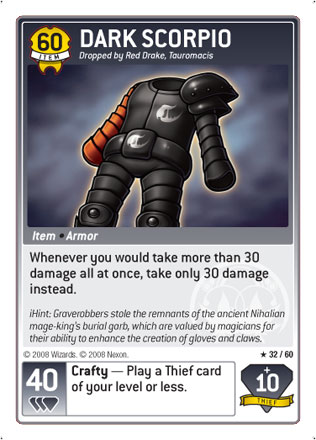 60
ITEM
DARK SCORPIO
Dropped by Red Drake, Tauromacis
Item • Armor
Whenever you would take more than 30
damage all at once, take only 30 damage
instead.
iHint: Graverobbers stole the remnants of the ancient Nihalian
mage-king's burial garb, which are valued by magicians for
their ability to enhance the creation of gloves and claws.
© 2008 Wizards. © 2008 Nexon.
★ 32 / 60
40
Crafty — Play a Thief card
of your level or less.
+
10
THIEF